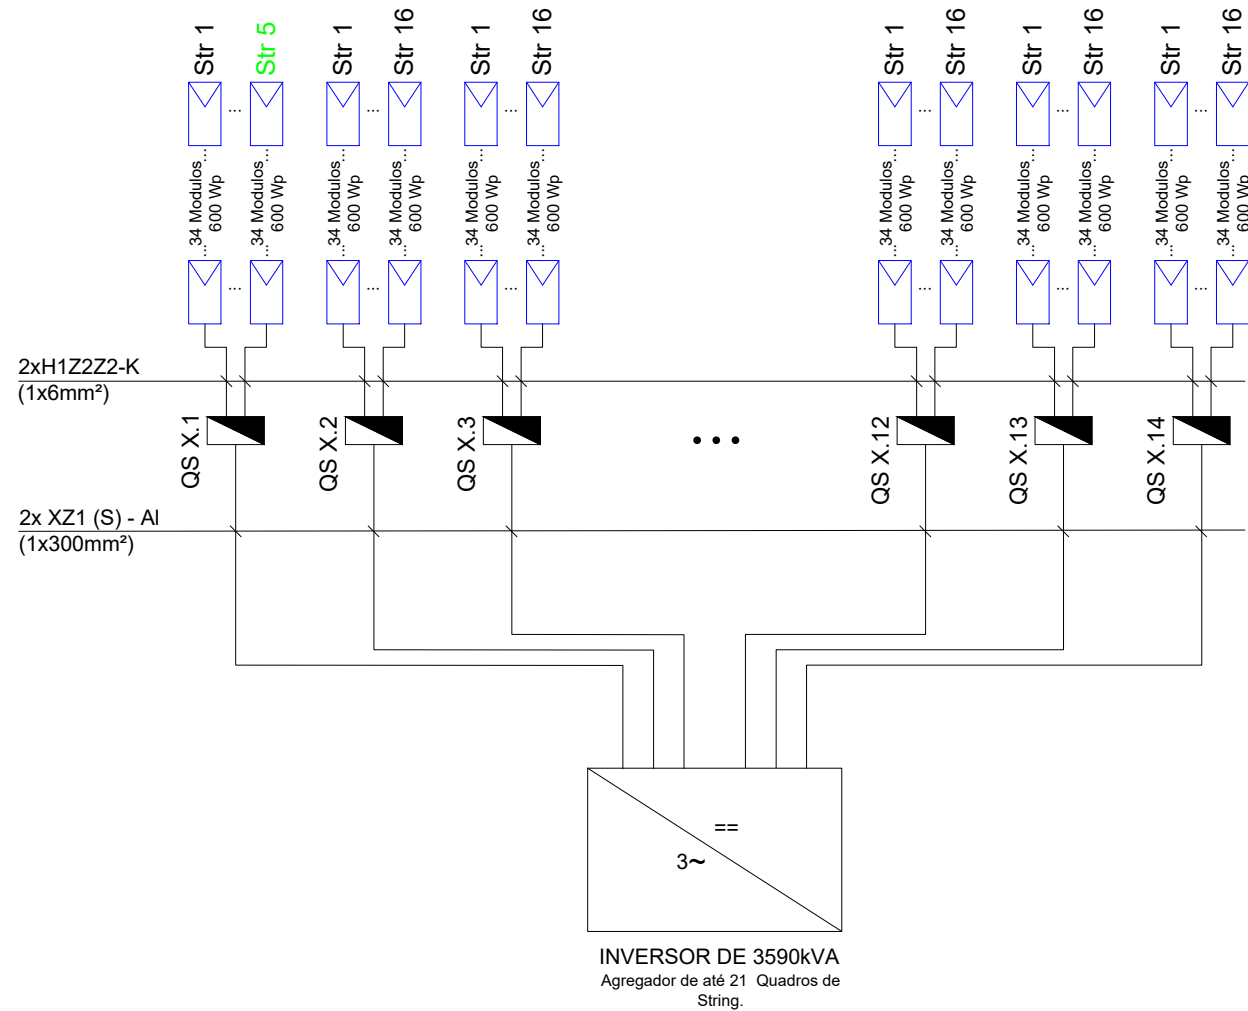 Str 1
Str 5
Str 1
Str 16
Str 1
Str 16
Str 1
Str 16
Str 1
Str 16
Str 1
Str 16
...
...
...
...
...
...
...34 Modulos...
600 Wp
...34 Modulos...
600 Wp
...34 Modulos...
600 Wp
...34 Modulos...
600 Wp
...34 Modulos...
600 Wp
...34 Modulos...
600 Wp
...34 Modulos...
600 Wp
...34 Modulos...
600 Wp
...34 Modulos...
600 Wp
...34 Modulos...
600 Wp
...34 Modulos...
600 Wp
...34 Modulos...
600 Wp
...
...
...
...
...
...
2xH1Z2Z2-K
(1x6mm²)
QS X.1
QS X.2
QS X.3
...
QS X.12
QS X.13
QS X.14
2x XZ1 (S) - Al
(1x300mm²)
==
3~
INVERSOR DE 3590kVA
Agregador de até 21 Quadros de
String.